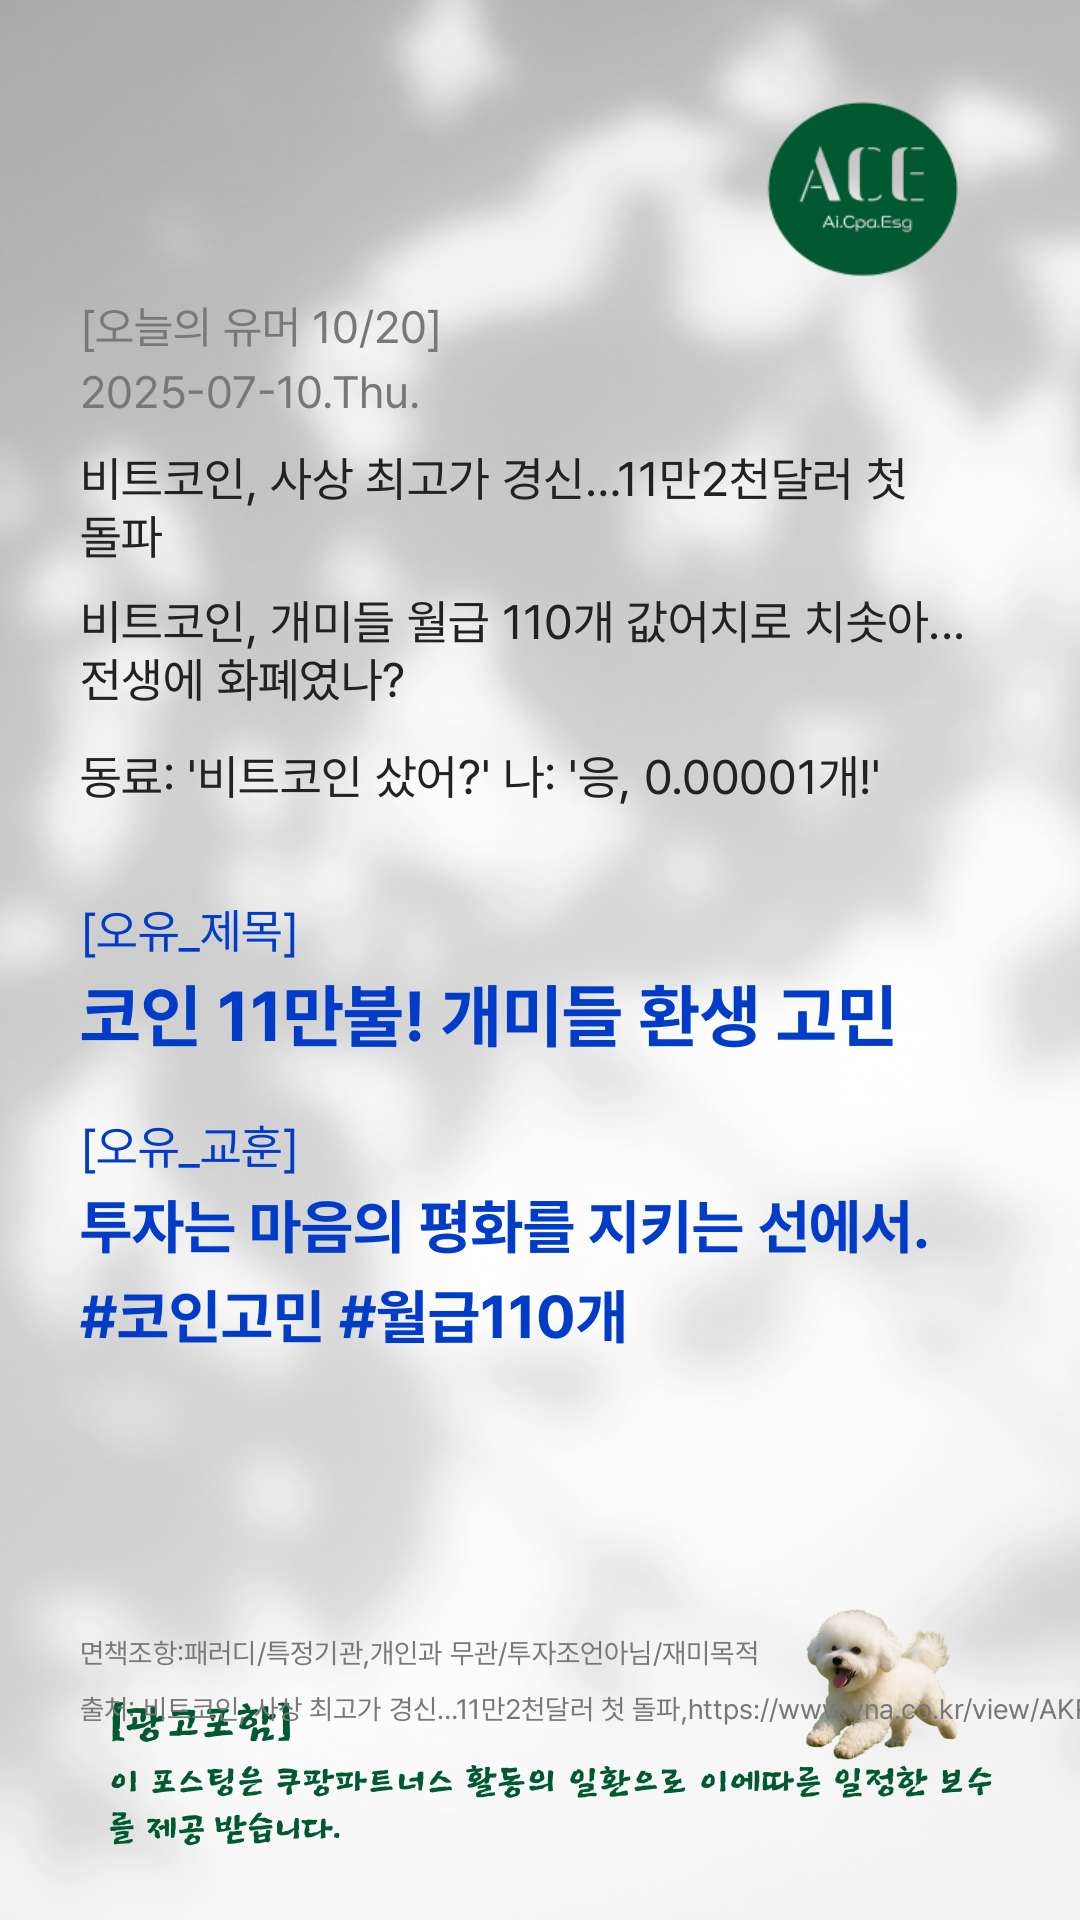 ACE
Ai.Cpa.Esg
[오늘의 유머 10/20]
2025-07-10.Thu.
비트코인, 사상 최고가 경신...11만2천달러 첫
돌파
비트코인, 개미들 월급 110개 값어치로 치솟아...
전생에 화폐였나?
동료: '비트코인 샀어?' 나: '응, 0.00001개!'
[오유_제목]
코인 11만불! 개미들 환생 고민
[오유_교훈]
투자는 마음의 평화를 지키는 선에서.
#코인고민 #월급110개
면책조항:패러디/특정기관,개인과 무관/투자조언아님/재미목적
출처: 비트코인, 사상 최고가 경신...11만2천달러 첫 돌파,https://www.yna.co.kr/view/AK
[광고포함]
이 포스팅은 쿠팡파트너스 활동의 일환으로 이에따른 일정한 보수
를 제공 받습니다.